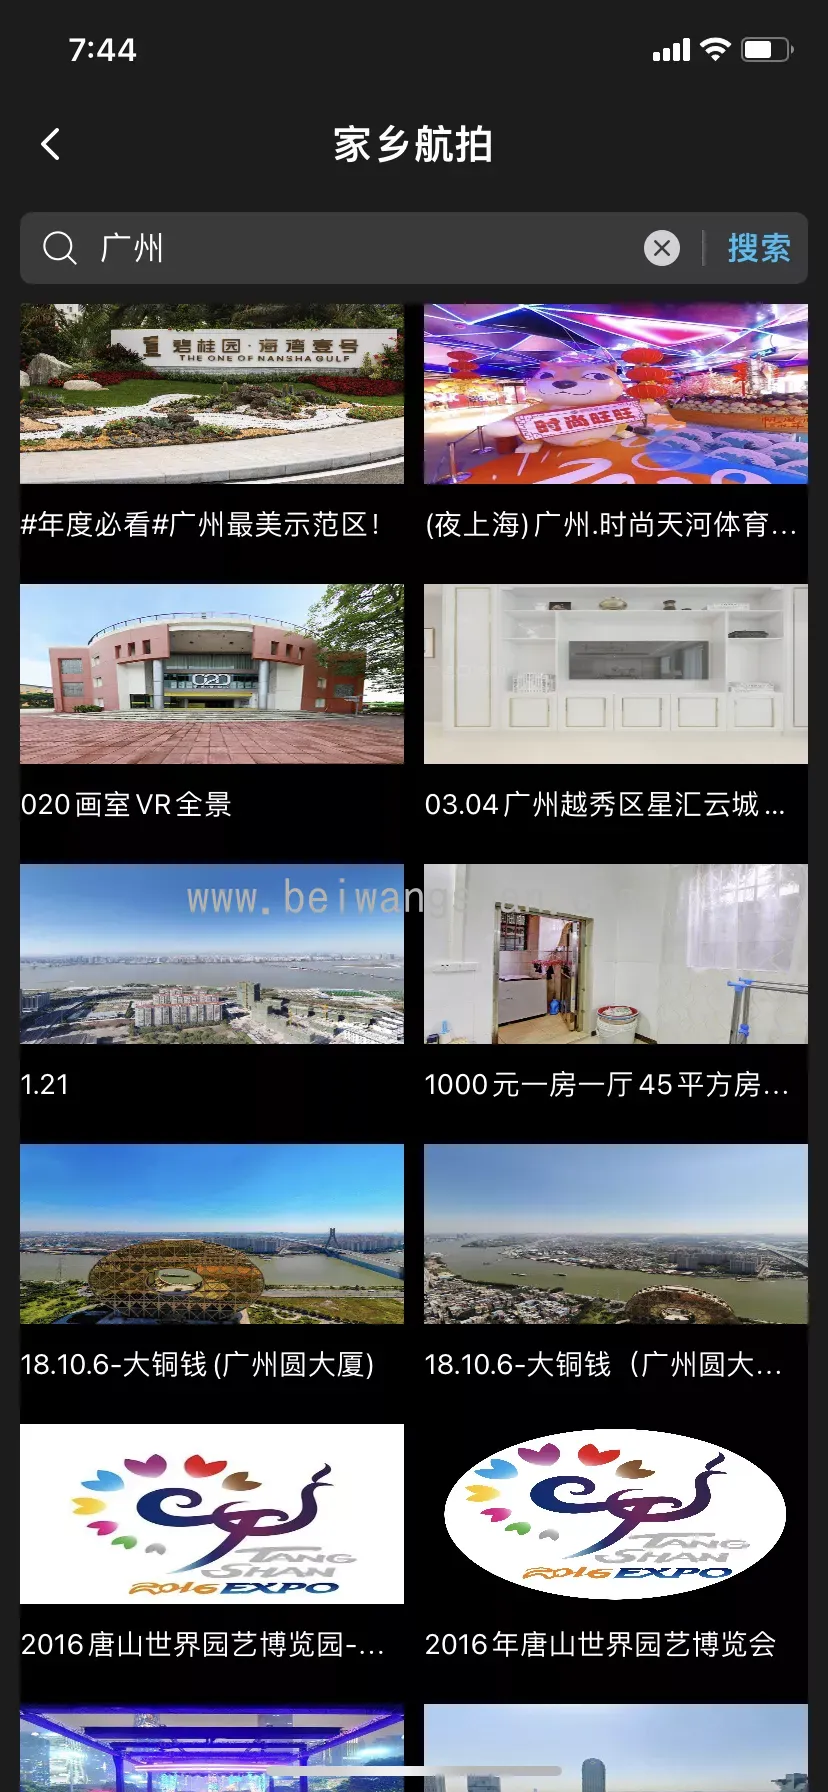 7:44
家乡航拍
广州
搜索
碧桂园·海湾壹号
THE ONE OF NANSHA GULF
时尚旺旺
#年度必看#广州最美示范区！
(夜上海)广州.时尚天河体育...
020
020画室VR全景
03.04广州越秀区星汇云城...
www.beiwangs
1.21
1000元一房一厅45平方房...
18.10.6-大铜钱(广州圆大厦)
18.10.6-大铜钱（广州圆大...
TANG
SHAN
2016 EXPO
TANG
SHAN
2016 EXPO
2016唐山世界园艺博览园-...
2016年唐山世界园艺博览会